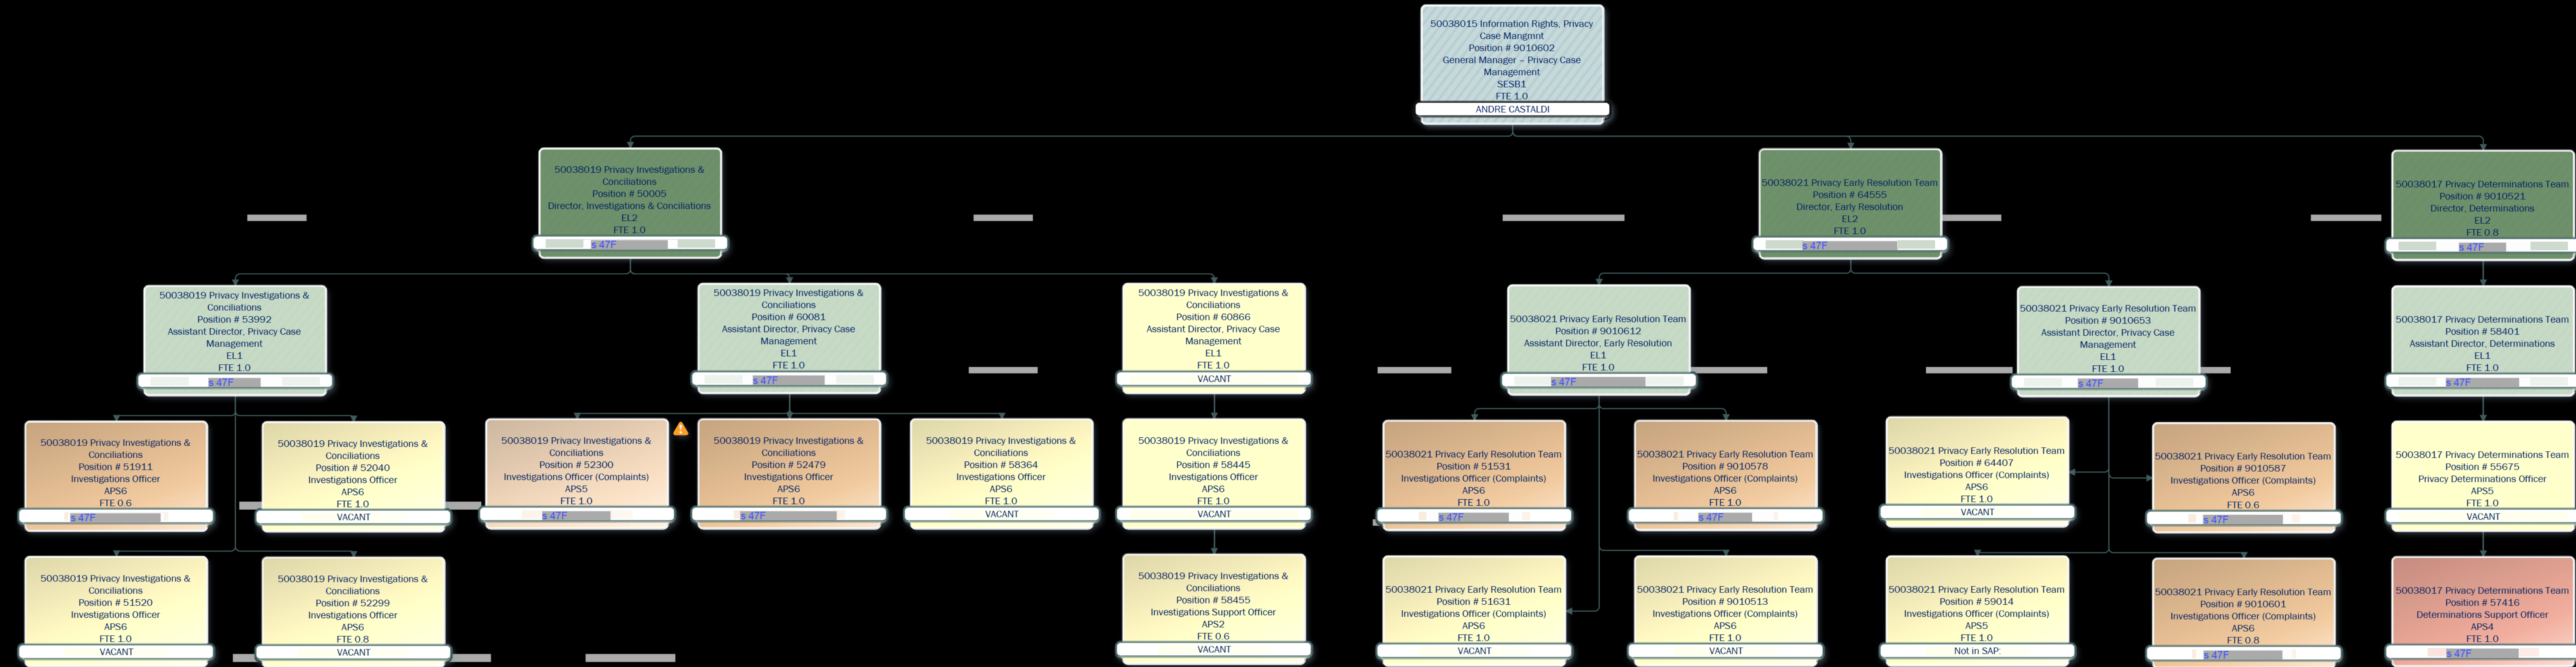 50038015 Information Rights, Privacy
Case Mangmnt
Position # 9010602
General Manager – Privacy Case
Management
SESB1
FTE 1.0
ANDRE CASTALDI
50038019 Privacy Investigations &
Conciliations
Position # 50005
Director, Investigations & Conciliations
EL2
FTE 1.0
s 47F
50038021 Privacy Early Resolution Team
Position # 64555
Director, Early Resolution
EL2
FTE 1.0
s 47F
50038017 Privacy Determinations Team
Position # 9010521
Director, Determinations
EL2
FTE 0.8
s 47F
50038019 Privacy Investigations &
Conciliations
Position # 53992
Assistant Director, Privacy Case
Management
EL1
FTE 1.0
s 47F
50038019 Privacy Investigations &
Conciliations
Position # 60081
Assistant Director, Privacy Case
Management
EL1
FTE 1.0
s 47F
50038019 Privacy Investigations &
Conciliations
Position # 60866
Assistant Director, Privacy Case
Management
EL1
FTE 1.0
VACANT
50038021 Privacy Early Resolution Team
Position # 9010612
Assistant Director, Early Resolution
EL1
FTE 1.0
s 47F
50038021 Privacy Early Resolution Team
Position # 9010653
Assistant Director, Privacy Case
Management
EL1
FTE 1.0
s 47F
50038017 Privacy Determinations Team
Position # 58401
Assistant Director, Determinations
EL1
FTE 1.0
s 47F
50038019 Privacy Investigations &
Conciliations
Position # 51911
Investigations Officer
APS6
FTE 0.6
s 47F
50038019 Privacy Investigations &
Conciliations
Position # 52040
Investigations Officer
APS6
FTE 1.0
VACANT
50038019 Privacy Investigations &
Conciliations
Position # 52300
Investigations Officer (Complaints)
APS5
FTE 1.0
s 47F
50038019 Privacy Investigations &
Conciliations
Position # 52479
Investigations Officer
APS6
FTE 1.0
s 47F
50038019 Privacy Investigations &
Conciliations
Position # 58364
Investigations Officer
APS6
FTE 1.0
VACANT
50038019 Privacy Investigations &
Conciliations
Position # 58445
Investigations Officer
APS6
FTE 1.0
VACANT
50038021 Privacy Early Resolution Team
Position # 51531
Investigations Officer (Complaints)
APS6
FTE 1.0
s 47F
50038021 Privacy Early Resolution Team
Position # 9010578
Investigations Officer (Complaints)
APS6
FTE 1.0
s 47F
50038021 Privacy Early Resolution Team
Position # 64407
Investigations Officer (Complaints)
APS6
FTE 1.0
VACANT
50038021 Privacy Early Resolution Team
Position # 9010587
Investigations Officer (Complaints)
APS6
FTE 0.6
s 47F
50038017 Privacy Determinations Team
Position # 55675
Privacy Determinations Officer
APS5
FTE 1.0
VACANT
50038019 Privacy Investigations &
Conciliations
Position # 51520
Investigations Officer
APS6
FTE 1.0
VACANT
50038019 Privacy Investigations &
Conciliations
Position # 52299
Investigations Officer
APS6
FTE 0.8
VACANT
50038019 Privacy Investigations &
Conciliations
Position # 58455
Investigations Support Officer
APS2
FTE 0.6
VACANT
50038021 Privacy Early Resolution Team
Position # 51631
Investigations Officer (Complaints)
APS6
FTE 1.0
VACANT
50038021 Privacy Early Resolution Team
Position # 9010513
Investigations Officer (Complaints)
APS6
FTE 1.0
VACANT
50038021 Privacy Early Resolution Team
Position # 59014
Investigations Officer (Complaints)
APS5
FTE 1.0
Not in SAP:
50038021 Privacy Early Resolution Team
Position # 9010601
Investigations Officer (Complaints)
APS6
FTE 0.8
s 47F
50038017 Privacy Determinations Team
Position # 57416
Determinations Support Officer
APS4
FTE 1.0
s 47F